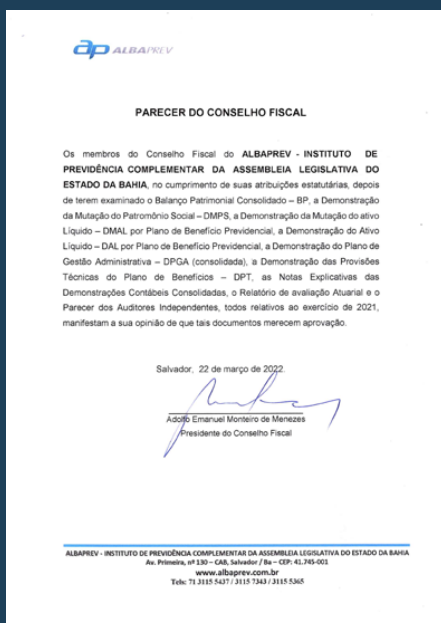 ap ALBAPREV
PARECER DO CONSELHO FISCAL
Os membros do Conselho Fiscal do ALBAPREV - INSTITUTO DE
PREVIDÊNCIA COMPLEMENTAR DA ASSEMBLEIA LEGISLATIVA DO
ESTADO DA BAHIA, no cumprimento de suas atribuições estatutárias, depois
de terem examinado o Balanço Patrimonial Consolidado – BP, a Demonstração
da Mutação do Patromônio Social – DMPS, a Demonstração da Mutação do ativo
Líquido – DMAL por Plano de Benefício Previdencial, a Demonstração do Ativo
Líquido – DAL por Plano de Benefício Previdencial, a Demonstração do Plano de
Gestão Administrativa – DPGA (consolidada), a Demonstração das Provisões
Técnicas do Plano de Benefícios – DPT, as Notas Explicativas das
Demonstrações Contábeis Consolidadas, o Relatório de avaliação Atuarial e o
Parecer dos Auditores Independentes, todos relativos ao exercício de 2021,
manifestam a sua opinião de que tais documentos merecem aprovação.
Salvador, 22 de março de 2022.
Adolfo Emanuel Monteiro de Menezes
Presidente do Conselho Fiscal
ALBAPREV - INSTITUTO DE PREVIDÊNCIA COMPLEMENTAR DA ASSEMBLEIA LEGISLATIVA DO ESTADO DA BAHIA
Av. Primeira, nº 130 – CAB, Salvador / Ba – CEP: 41.745-001
www.albaprev.com.br
Tels: 71 3115 5437 / 3115 7343 / 3115 5365